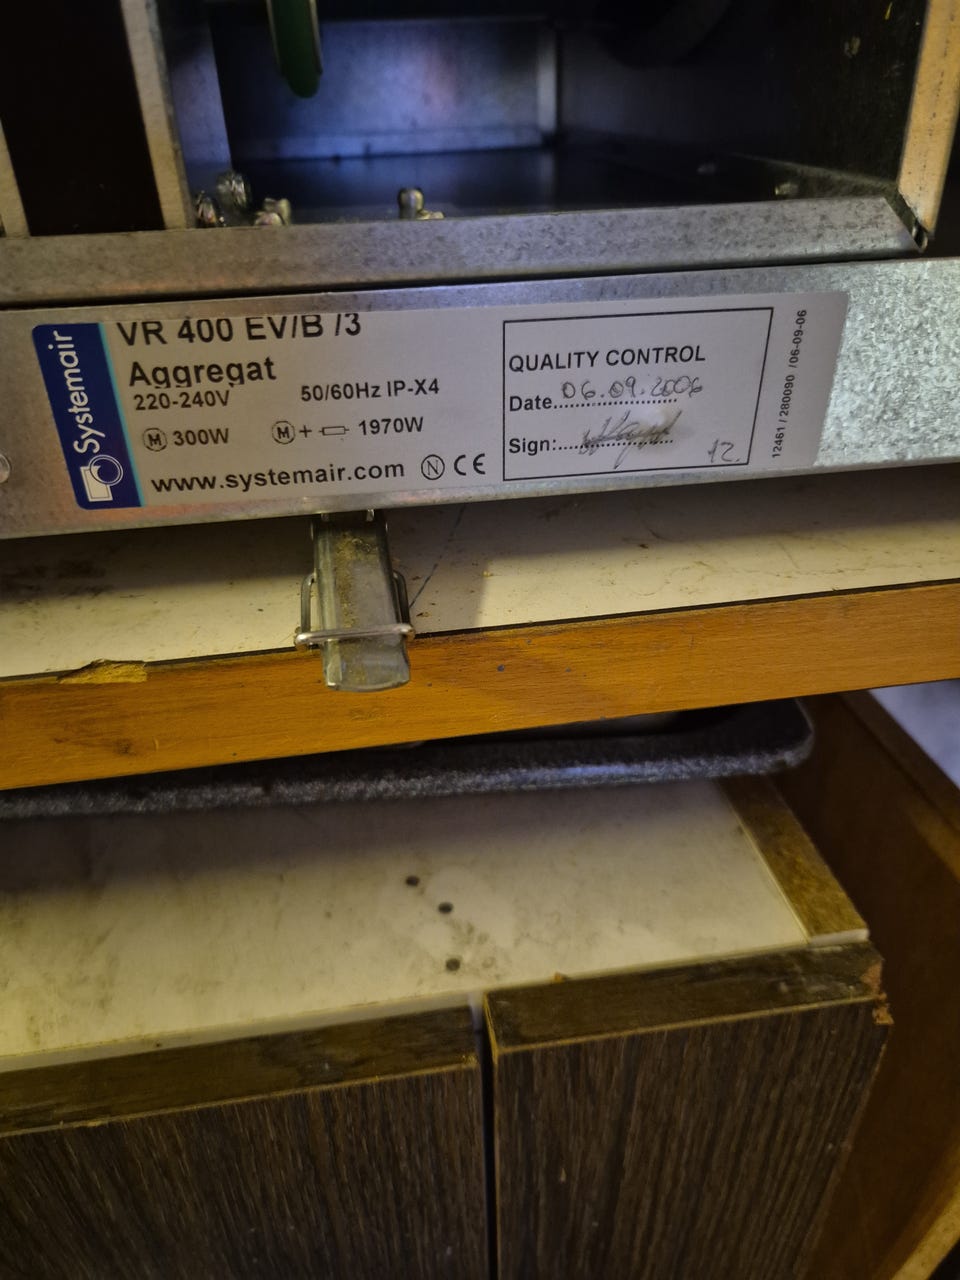 Systemair
VR 400 EV/B /3
Aggregat
220-240V 50/60Hz IP-X4
M 300W M + 1970W
www.systemair.com N CE
QUALITY CONTROL
Date 06.09.2006
Sign:
12.
12461 / 280090 /06-09-06